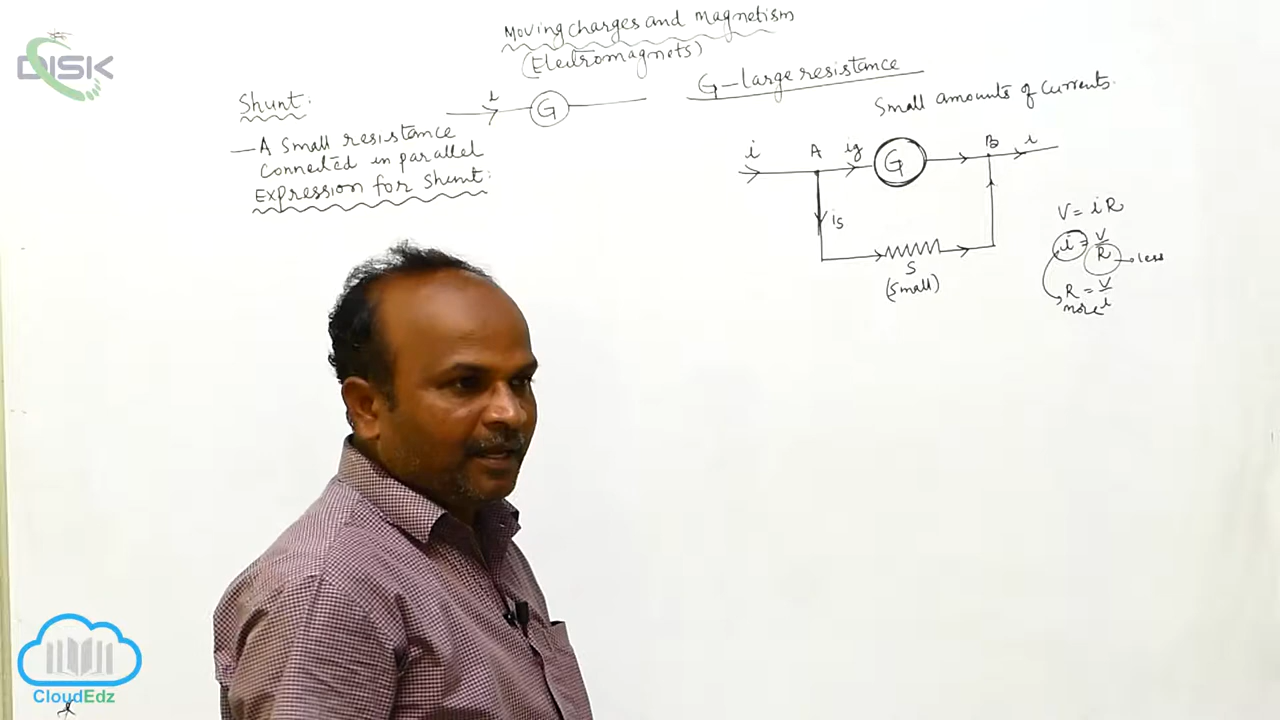 DISK
Moving charges and magnetism
(Electromagnets)
Shunt:
i
G
— A Small resistance
Connected in parallel
Expression for Shunt:
G - large resistance
Small amounts of currents.
i A ig G B i
is
S
(Small)
V = iR
i = V/R → less
R = V/i
more
CloudEdz